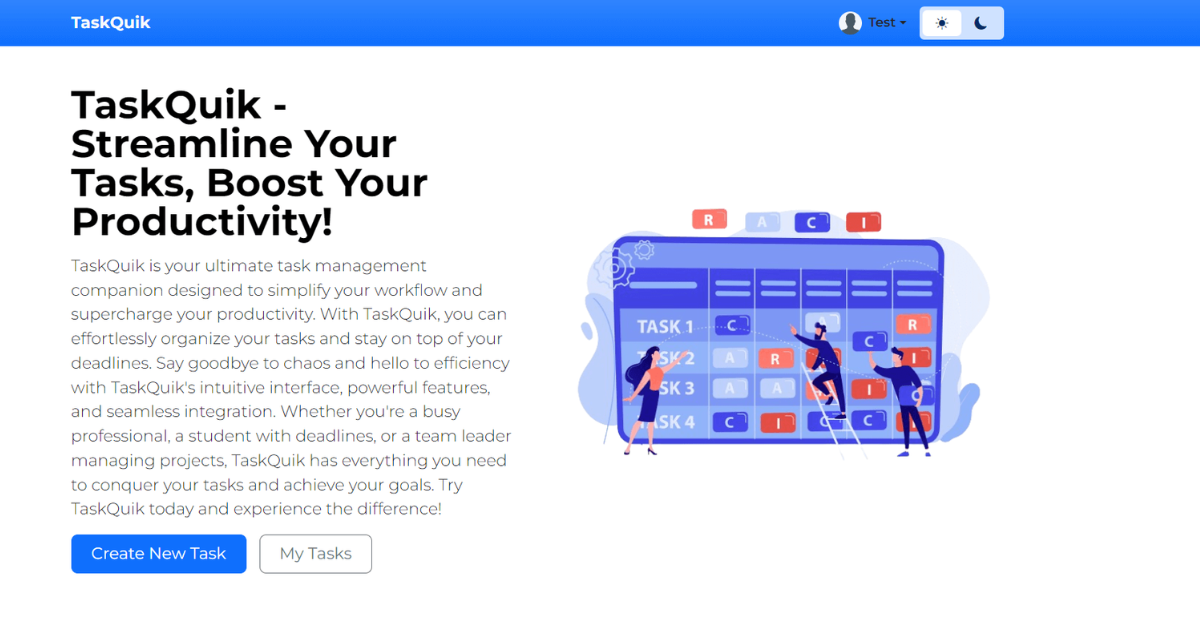 TaskQuik
Test
TaskQuik -
Streamline Your
Tasks, Boost Your
Productivity!
TaskQuik is your ultimate task management
companion designed to simplify your workflow and
supercharge your productivity. With TaskQuik, you can
effortlessly organize your tasks and stay on top of your
deadlines. Say goodbye to chaos and hello to efficiency
with TaskQuik's intuitive interface, powerful features,
and seamless integration. Whether you're a busy
professional, a student with deadlines, or a team leader
managing projects, TaskQuik has everything you need
to conquer your tasks and achieve your goals. Try
TaskQuik today and experience the difference!
Create New Task
My Tasks
R A C I
TASK 1 C A R
C
SK 2 A R I
SK 3 A A I C
ASK 4 C I C C